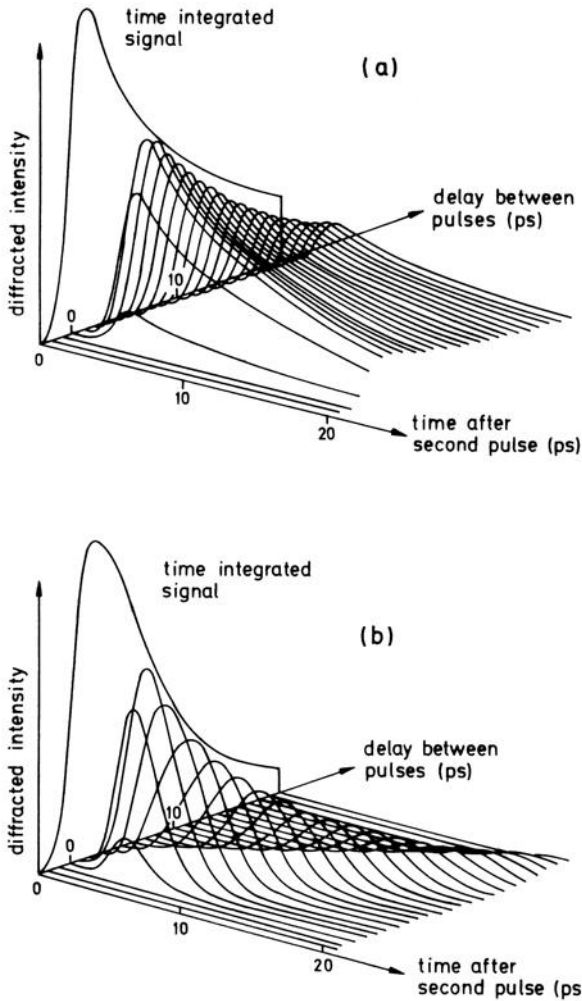 time integrated
signal
(a)
diffracted intensity
delay between
pulses (ps)
10
0
0
10
20
time after
second pulse (ps)
time integrated
signal
(b)
diffracted intensity
delay between
pulses (ps)
10
0
0
10
20
time after
second pulse (ps